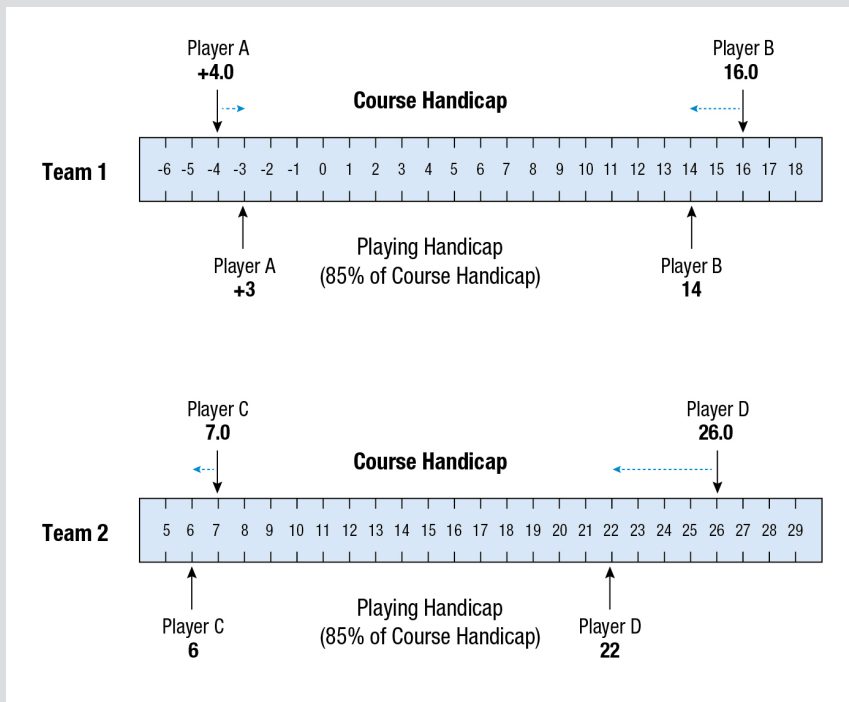 Player A
+4.0
Player B
16.0
Course Handicap
Team 1
-6 -5 -4 -3 -2 -1 0 1 2 3 4 5 6 7 8 9 10 11 12 13 14 15 16 17 18
Player A
+3
Playing Handicap
(85% of Course Handicap)
Player B
14
Player C
7.0
Player D
26.0
Course Handicap
Team 2
5 6 7 8 9 10 11 12 13 14 15 16 17 18 19 20 21 22 23 24 25 26 27 28 29
Player C
6
Playing Handicap
(85% of Course Handicap)
Player D
22